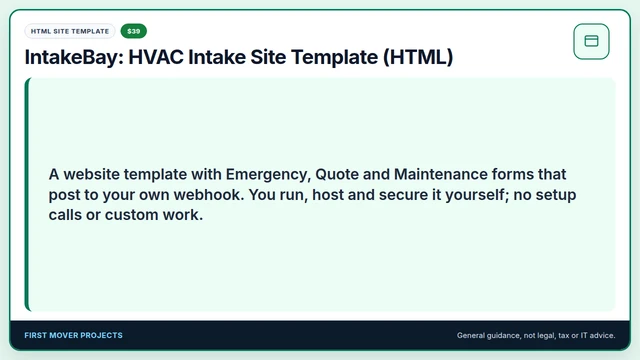 HTML SITE TEMPLATE
$39
IntakeBay: HVAC Intake Site Template (HTML)
A website template with Emergency, Quote and Maintenance forms that
post to your own webhook. You run, host and secure it yourself; no setup
calls or custom work.
FIRST MOVER PROJECTS
General guidance, not legal, tax or IT advice.